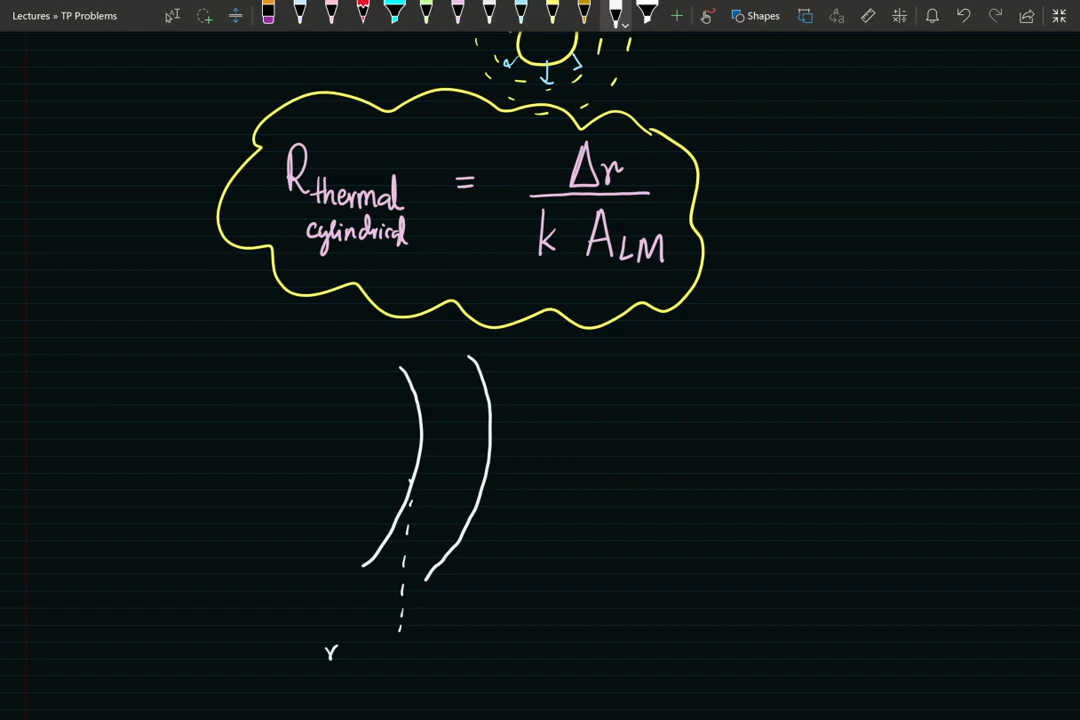 Lectures » TP Problems
Shapes
R thermal cylindrical = Δr / k A LM
r